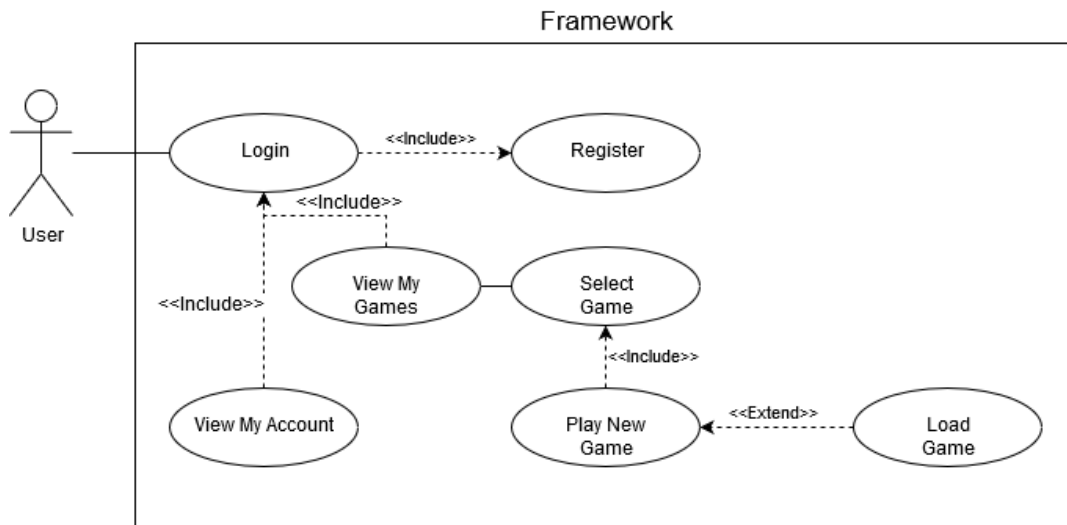 Framework
Login
<<Include>>
Register
User
<<Include>>
View My
Games
Select
Game
<<Include>>
<<Include>>
View My Account
Play New
Game
<<Extend>>
Load
Game